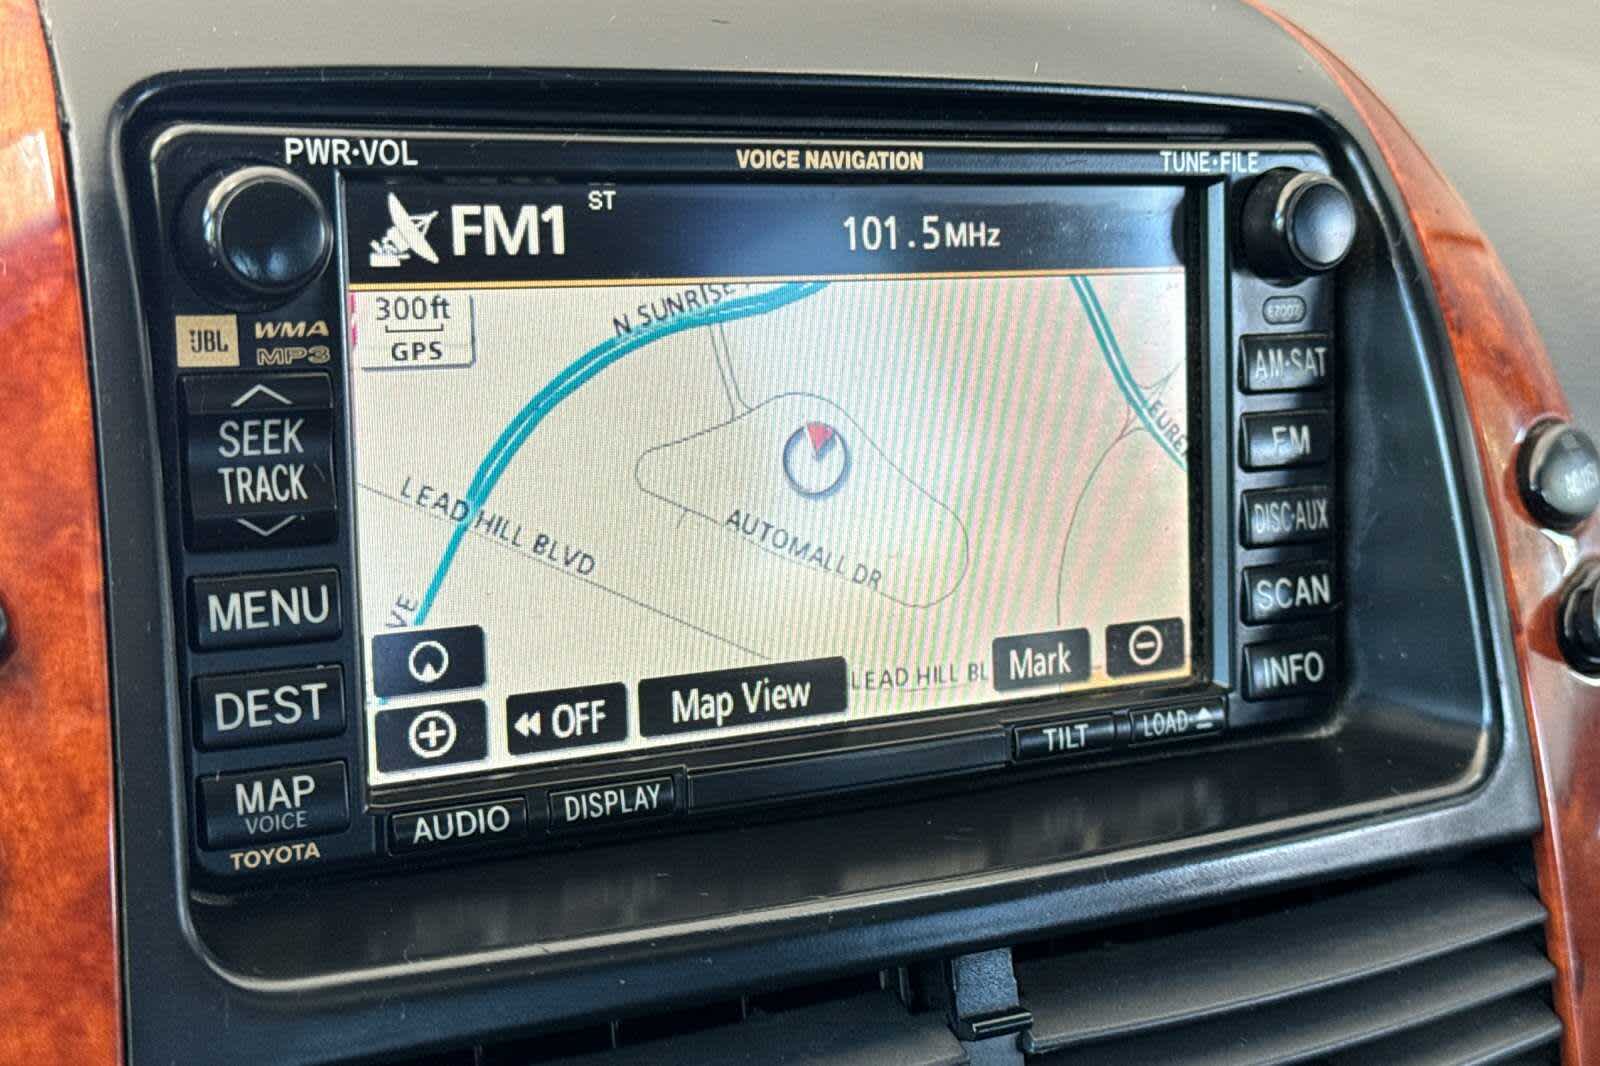 PWR·VOL
VOICE NAVIGATION
TUNE·FILE
FM1
ST
101.5MHz
JBL
WMA
MP3
300ft
GPS
N SUNRISE
E7007
AM·SAT
SEEK
TRACK
FM
LEAD HILL BLVD
AUTOMALL DR
DISC·AUX
VE
SCAN
MENU
LEAD HILL BL
Mark
INFO
DEST
OFF
Map View
TILT
LOAD
MAP
VOICE
TOYOTA
AUDIO
DISPLAY